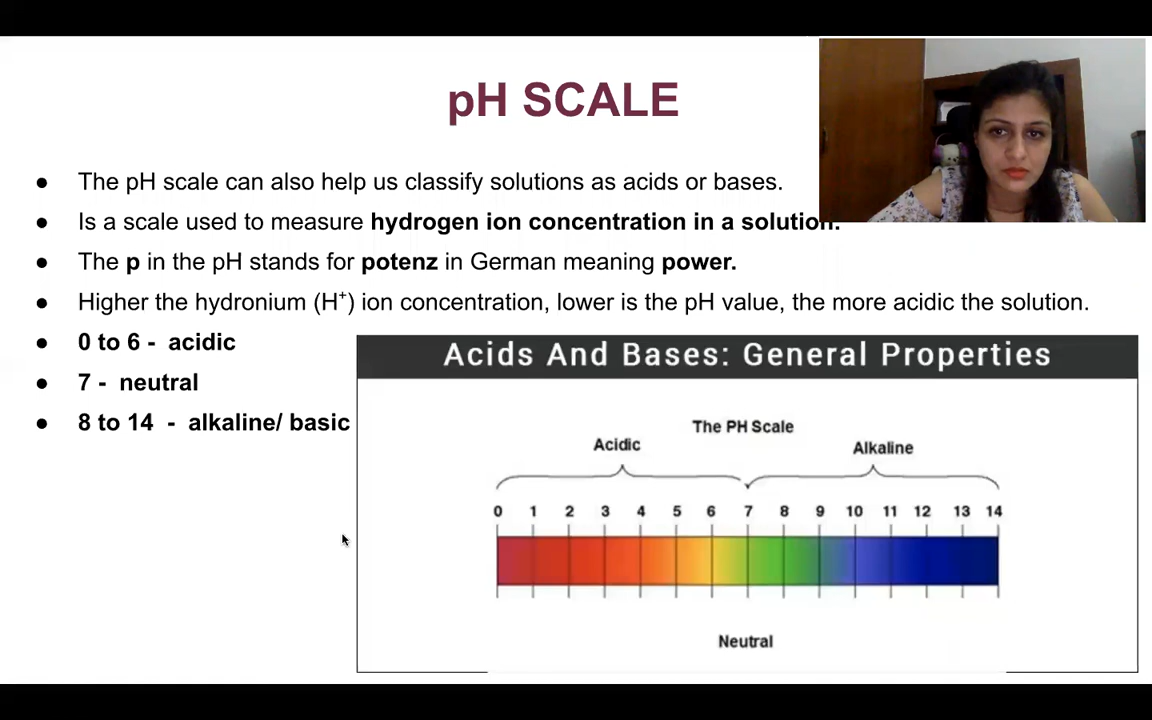 pH SCALE
● The pH scale can also help us classify solutions as acids or bases.
● Is a scale used to measure hydrogen ion concentration in a solution.
● The p in the pH stands for potenz in German meaning power.
● Higher the hydronium (H⁺) ion concentration, lower is the pH value, the more acidic the solution.
● 0 to 6 - acidic
● 7 - neutral
● 8 to 14 - alkaline/ basic
Acids And Bases: General Properties
The PH Scale
Acidic
Alkaline
0 1 2 3 4 5 6 7 8 9 10 11 12 13 14
Neutral